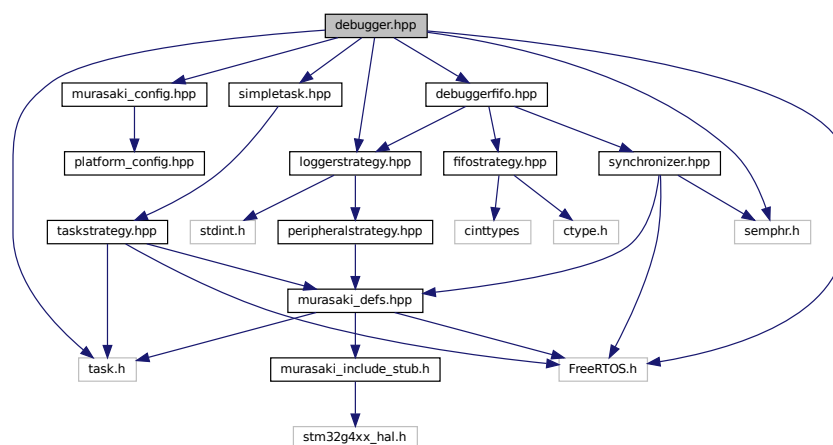 debugger.hpp
murasaki_config.hpp
simpletask.hpp
debuggerfifo.hpp
platform_config.hpp
loggerstrategy.hpp
fifostrategy.hpp
synchronizer.hpp
taskstrategy.hpp
stdint.h
peripheralstrategy.hpp
cinttypes
ctype.h
semphr.h
murasaki_defs.hpp
task.h
murasaki_include_stub.h
FreeRTOS.h
stm32g4xx_hal.h